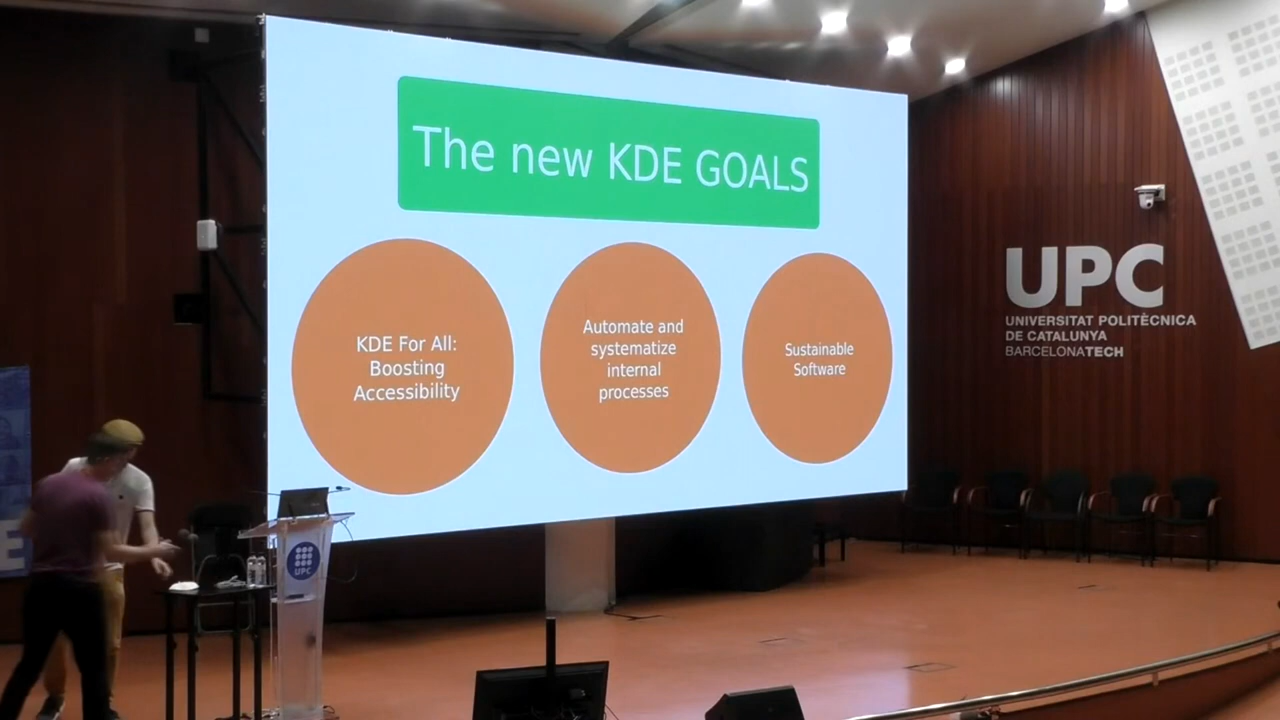 The new KDE GOALS
KDE For All:
Boosting
Accessibility
Automate and
systematize
internal
processes
Sustainable
Software
UPC
UNIVERSITAT POLITÈCNICA
DE CATALUNYA
BARCELONATECH
UPC
E